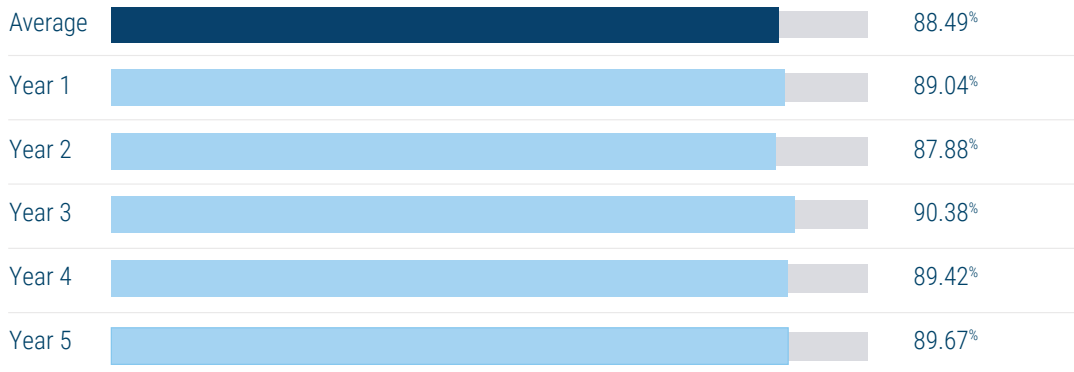 Average 88.49%
Year 1 89.04%
Year 2 87.88%
Year 3 90.38%
Year 4 89.42%
Year 5 89.67%